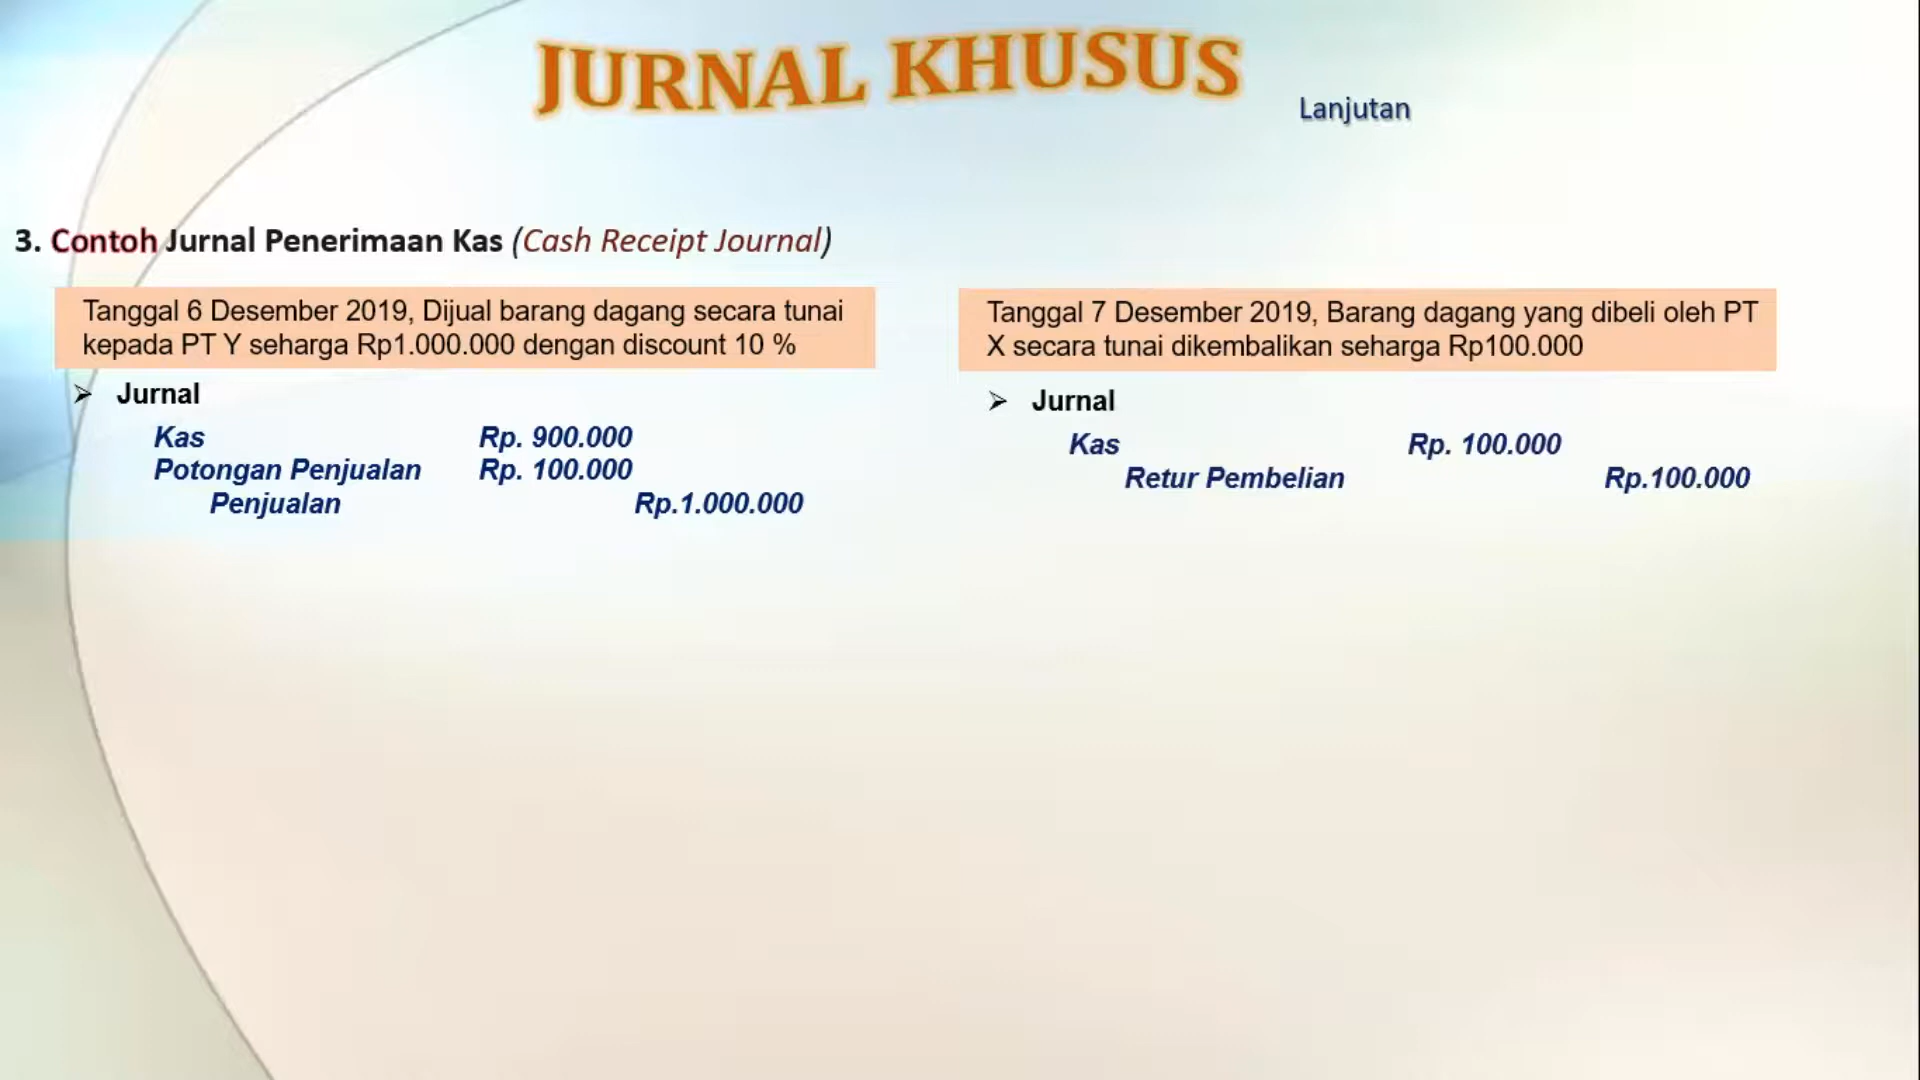 JURNAL KHUSUS
Lanjutan
3. Contoh Jurnal Penerimaan Kas (Cash Receipt Journal)
Tanggal 6 Desember 2019, Dijual barang dagang secara tunai
kepada PT Y seharga Rp1.000.000 dengan discount 10 %
➢ Jurnal
Kas Rp. 900.000
Potongan Penjualan Rp. 100.000
Penjualan Rp.1.000.000
Tanggal 7 Desember 2019, Barang dagang yang dibeli oleh PT
X secara tunai dikembalikan seharga Rp100.000
➢ Jurnal
Kas Rp. 100.000
Retur Pembelian Rp.100.000